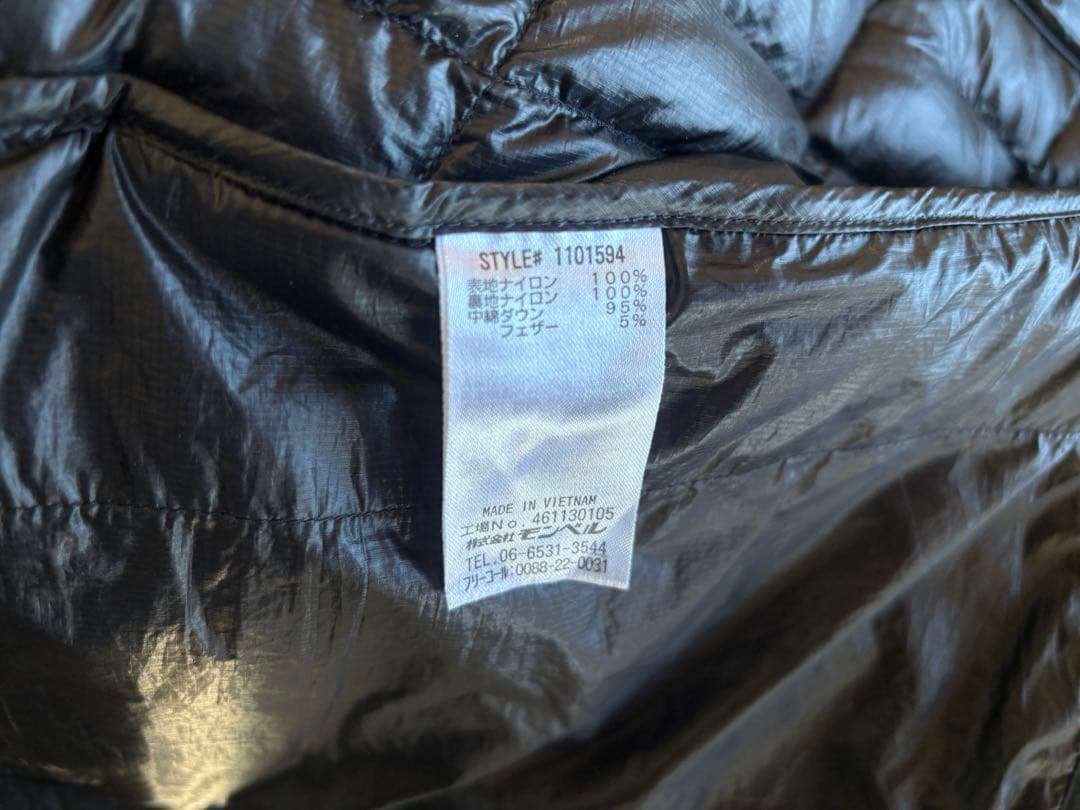 STYLE# 1101594
表地ナイロン 100%
裏地ナイロン 100%
中綿ダウン 95%
フェザー 5%
MADE IN VIETNAM
工場No. 461130105
株式会社モンベル
TEL.06-6531-3544
フリーコール:0088-22-0031